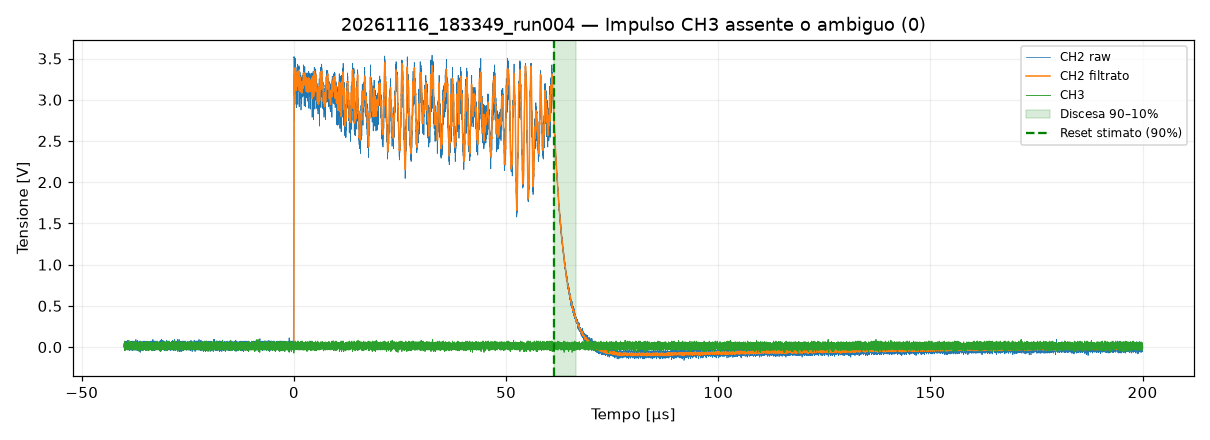 20261116_183349_run004 — Impulso CH3 assente o ambiguo (0)
CH2 raw
CH2 filtrato
CH3
Discesa 90–10%
Reset stimato (90%)
Tensione [V]
3.5
3.0
2.5
2.0
1.5
1.0
0.5
0.0
−50
0
50
100
150
200
Tempo [µs]